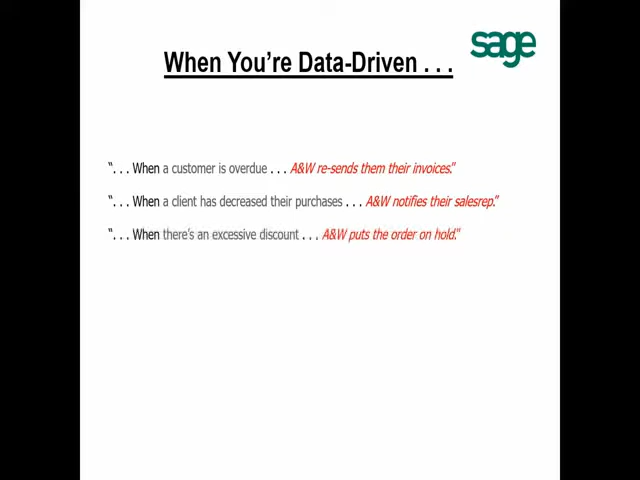 When You're Data-Driven . . .
sage
". . . When a customer is overdue . . . A&W re-sends them their invoices."
". . . When a client has decreased their purchases . . . A&W notifies their salesrep."
". . . When there's an excessive discount . . . A&W puts the order on hold."